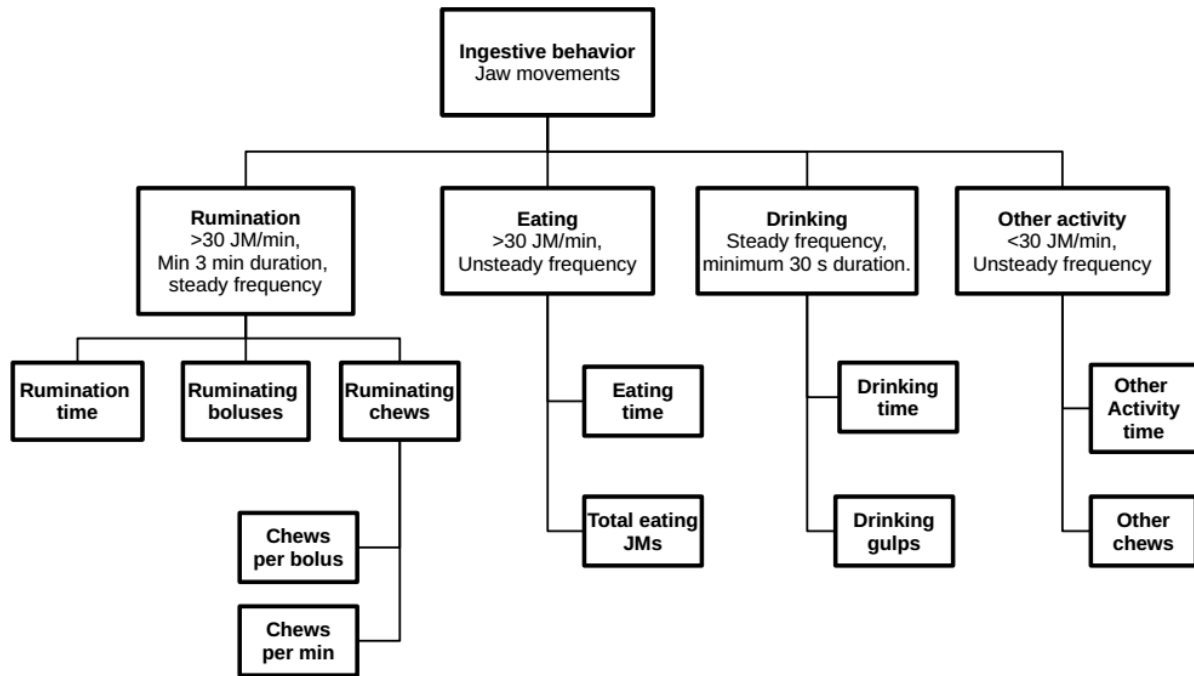 Ingestive behavior
Jaw movements
Rumination
>30 JM/min,
Min 3 min duration,
steady frequency
Eating
>30 JM/min,
Unsteady frequency
Drinking
Steady frequency,
minimum 30 s duration.
Other activity
<30 JM/min,
Unsteady frequency
Rumination
time
Ruminating
boluses
Ruminating
chews
Eating
time
Drinking
time
Other
Activity
time
Chews
per bolus
Total eating
JMs
Drinking
gulps
Other
chews
Chews
per min